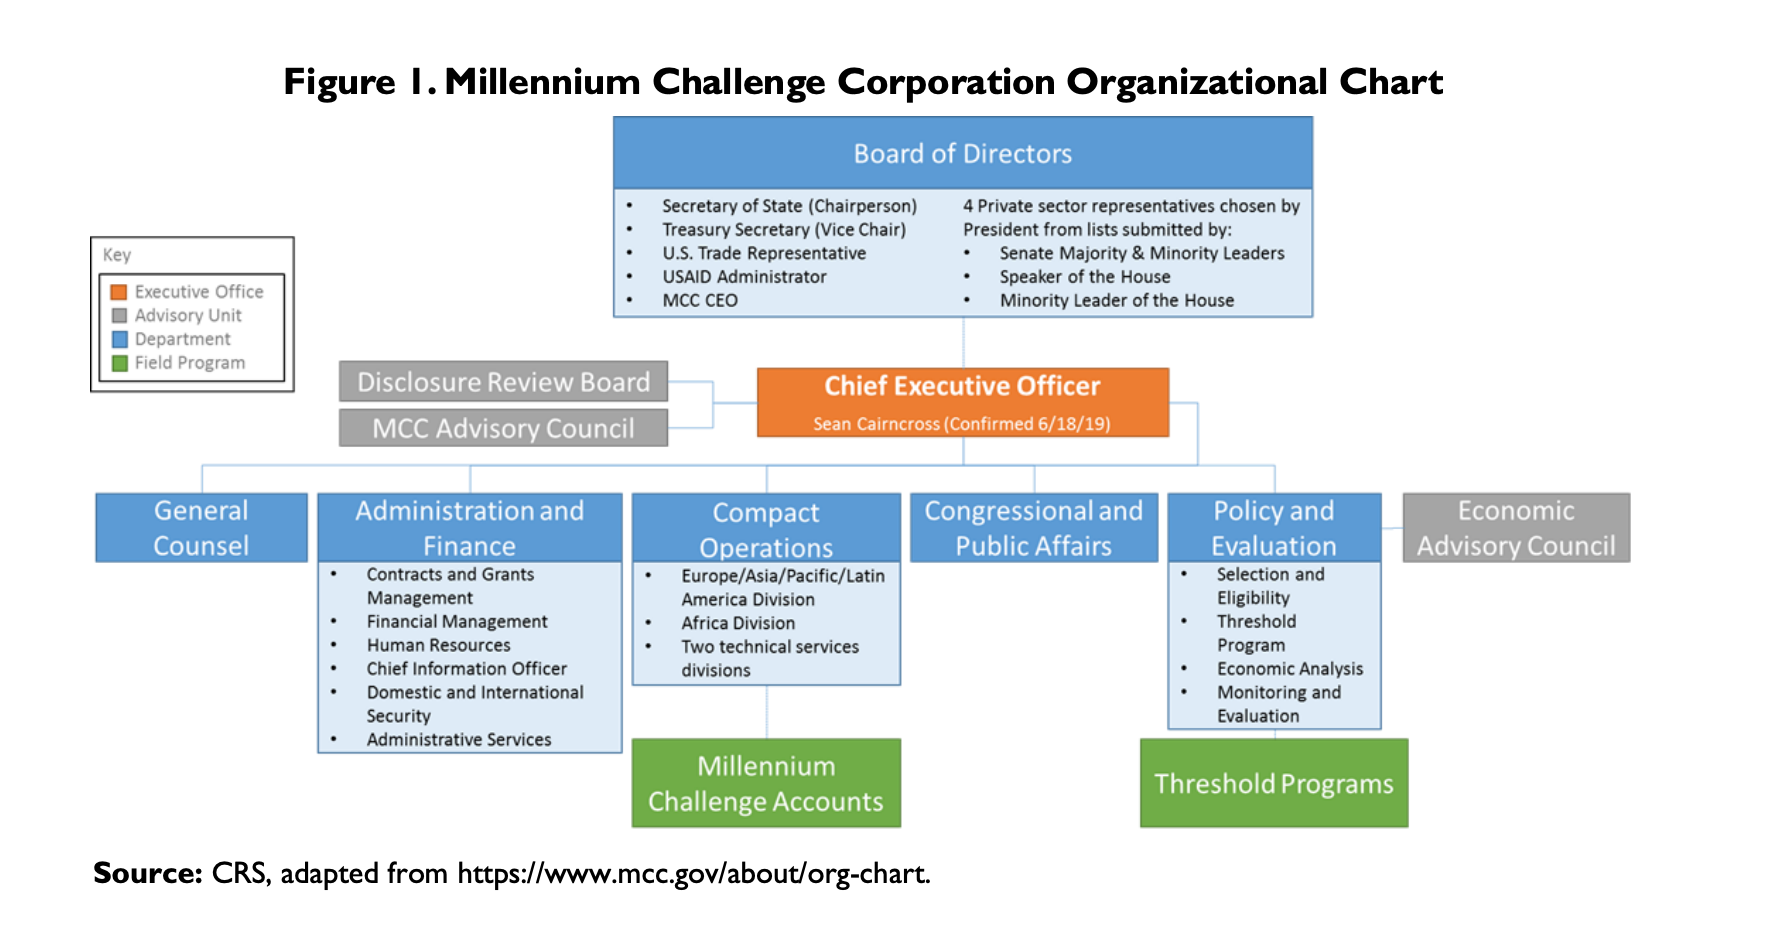 Figure 1. Millennium Challenge Corporation Organizational Chart
Board of Directors
• Secretary of State (Chairperson)
• Treasury Secretary (Vice Chair)
• U.S. Trade Representative
• USAID Administrator
• MCC CEO
4 Private sector representatives chosen by
President from lists submitted by:
• Senate Majority & Minority Leaders
• Speaker of the House
• Minority Leader of the House
Key
Executive Office
Advisory Unit
Department
Field Program
Disclosure Review Board
MCC Advisory Council
Chief Executive Officer
Sean Cairncross (Confirmed 6/18/19)
General
Counsel
Administration and
Finance
• Contracts and Grants
Management
• Financial Management
• Human Resources
• Chief Information Officer
• Domestic and International
Security
• Administrative Services
Compact
Operations
• Europe/Asia/Pacific/Latin
America Division
• Africa Division
• Two technical services
divisions
Congressional and
Public Affairs
Policy and
Evaluation
• Selection and
Eligibility
• Threshold
Program
• Economic Analysis
• Monitoring and
Evaluation
Economic
Advisory Council
Millennium
Challenge Accounts
Threshold Programs
Source: CRS, adapted from https://www.mcc.gov/about/org-chart.